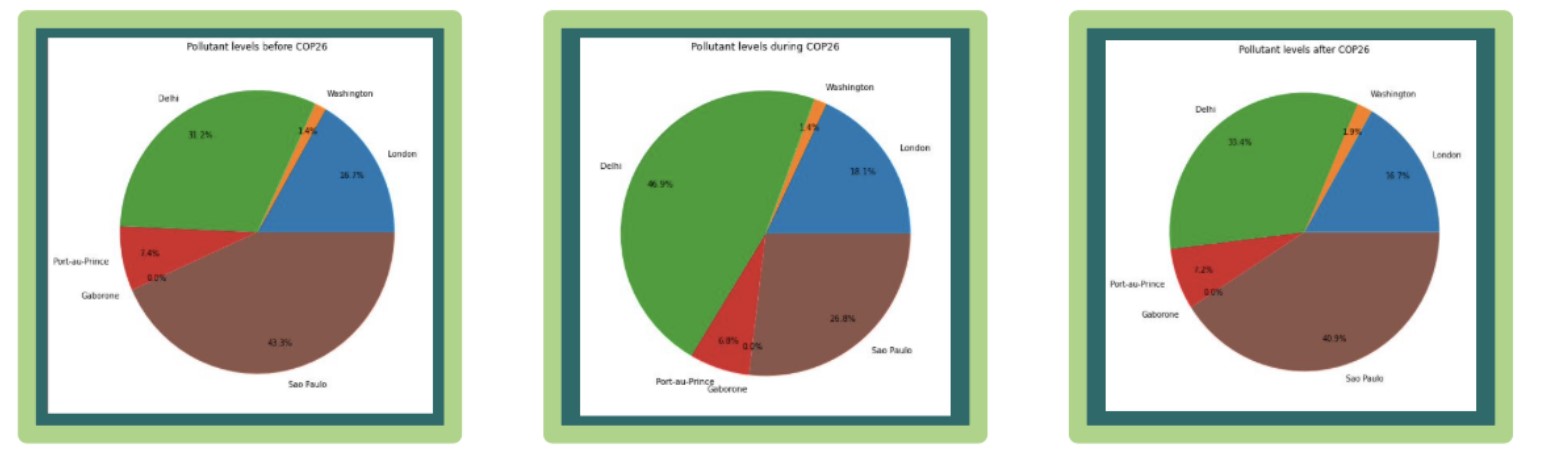 Pollutant levels before COP26
Washington
Delhi
1.4%
31.2%
London
16.7%
7.4%
Port-au-Prince
0.0%
Gaborone
43.3%
Sao Paulo
Pollutant levels during COP26
Washington
1.4%
London
Delhi
18.1%
46.9%
26.8%
6.8%
0.0%
Sao Paulo
Port-au-Prince
Gaborone
Pollutant levels after COP26
Washington
Delhi
1.9%
33.4%
London
16.7%
7.2%
Port-au-Prince
0.0%
Gaborone
40.9%
Sao Paulo